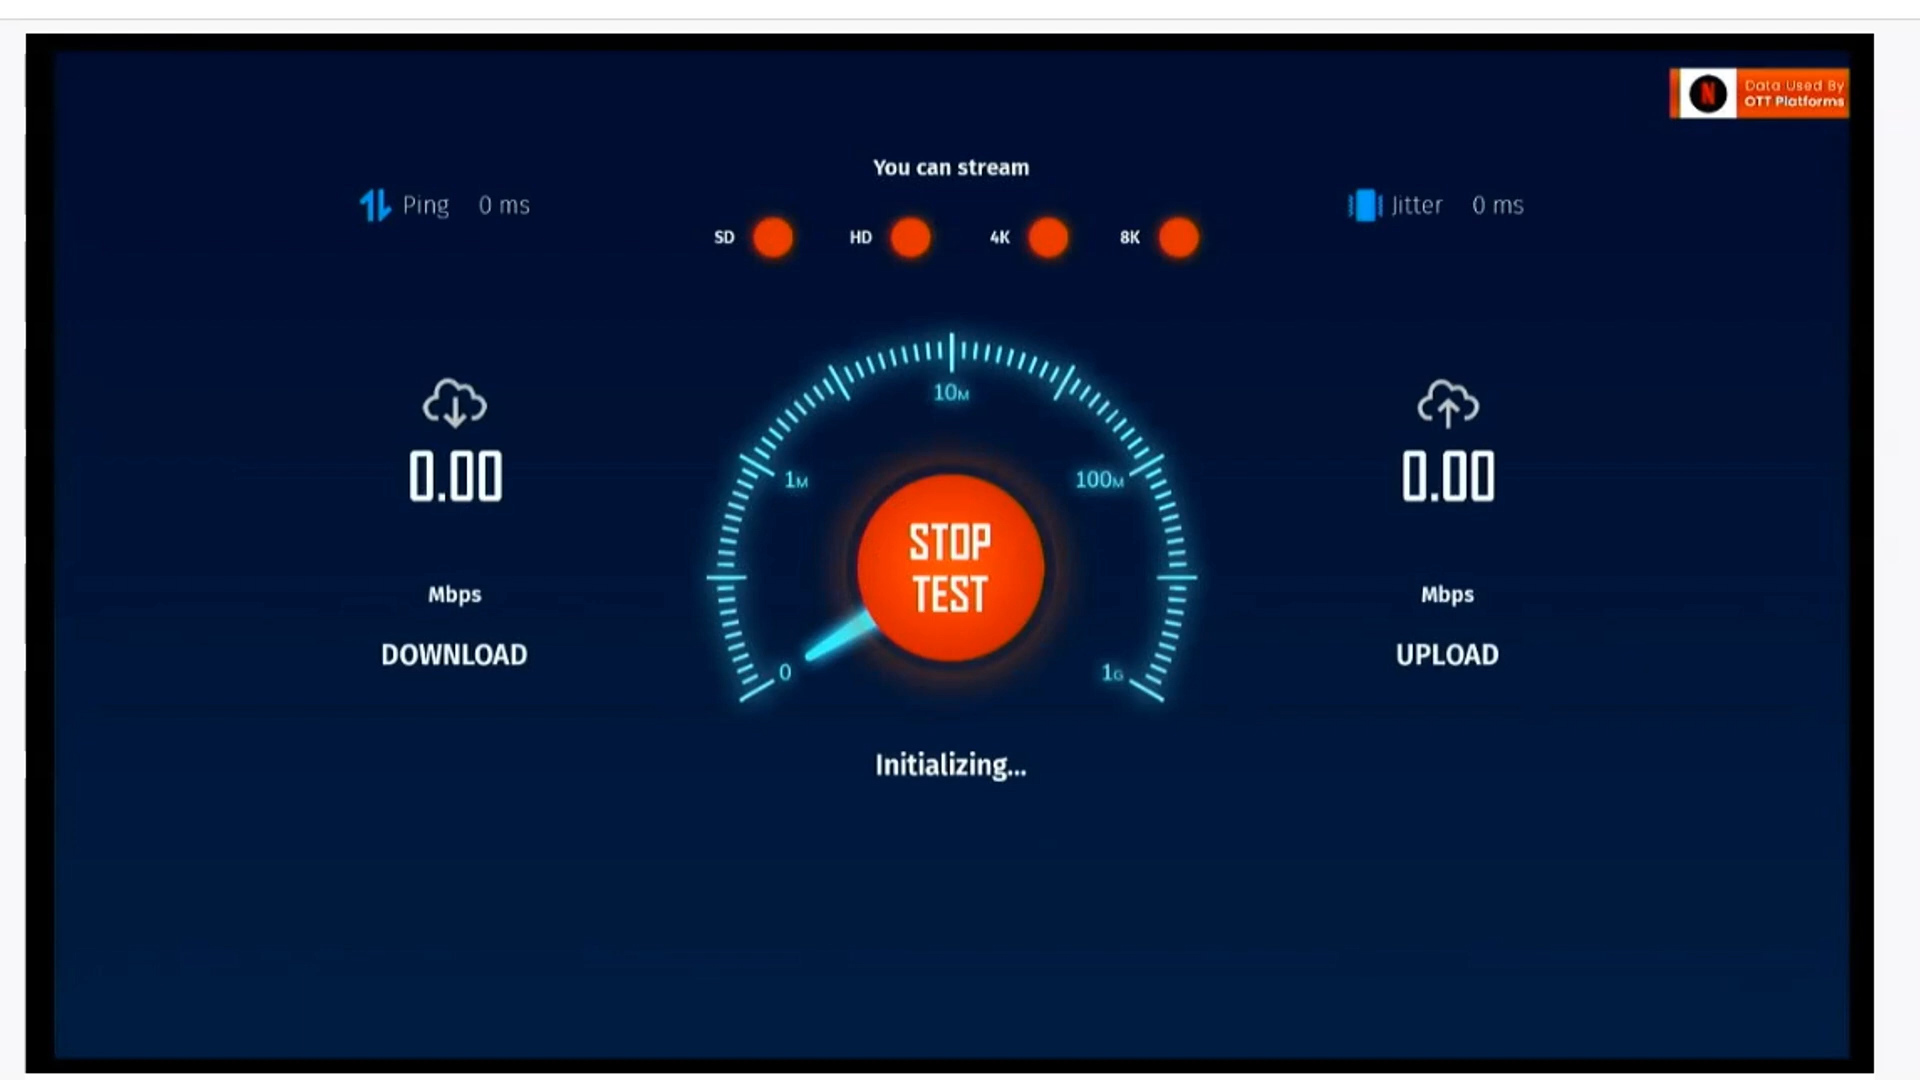 N
Data Used By
OTT Platforms
You can stream
Ping 0 ms
Jitter 0 ms
SD HD 4K 8K
10M
1M
100M
0.00
0.00
STOP
TEST
Mbps
Mbps
DOWNLOAD
UPLOAD
0
1G
Initializing...